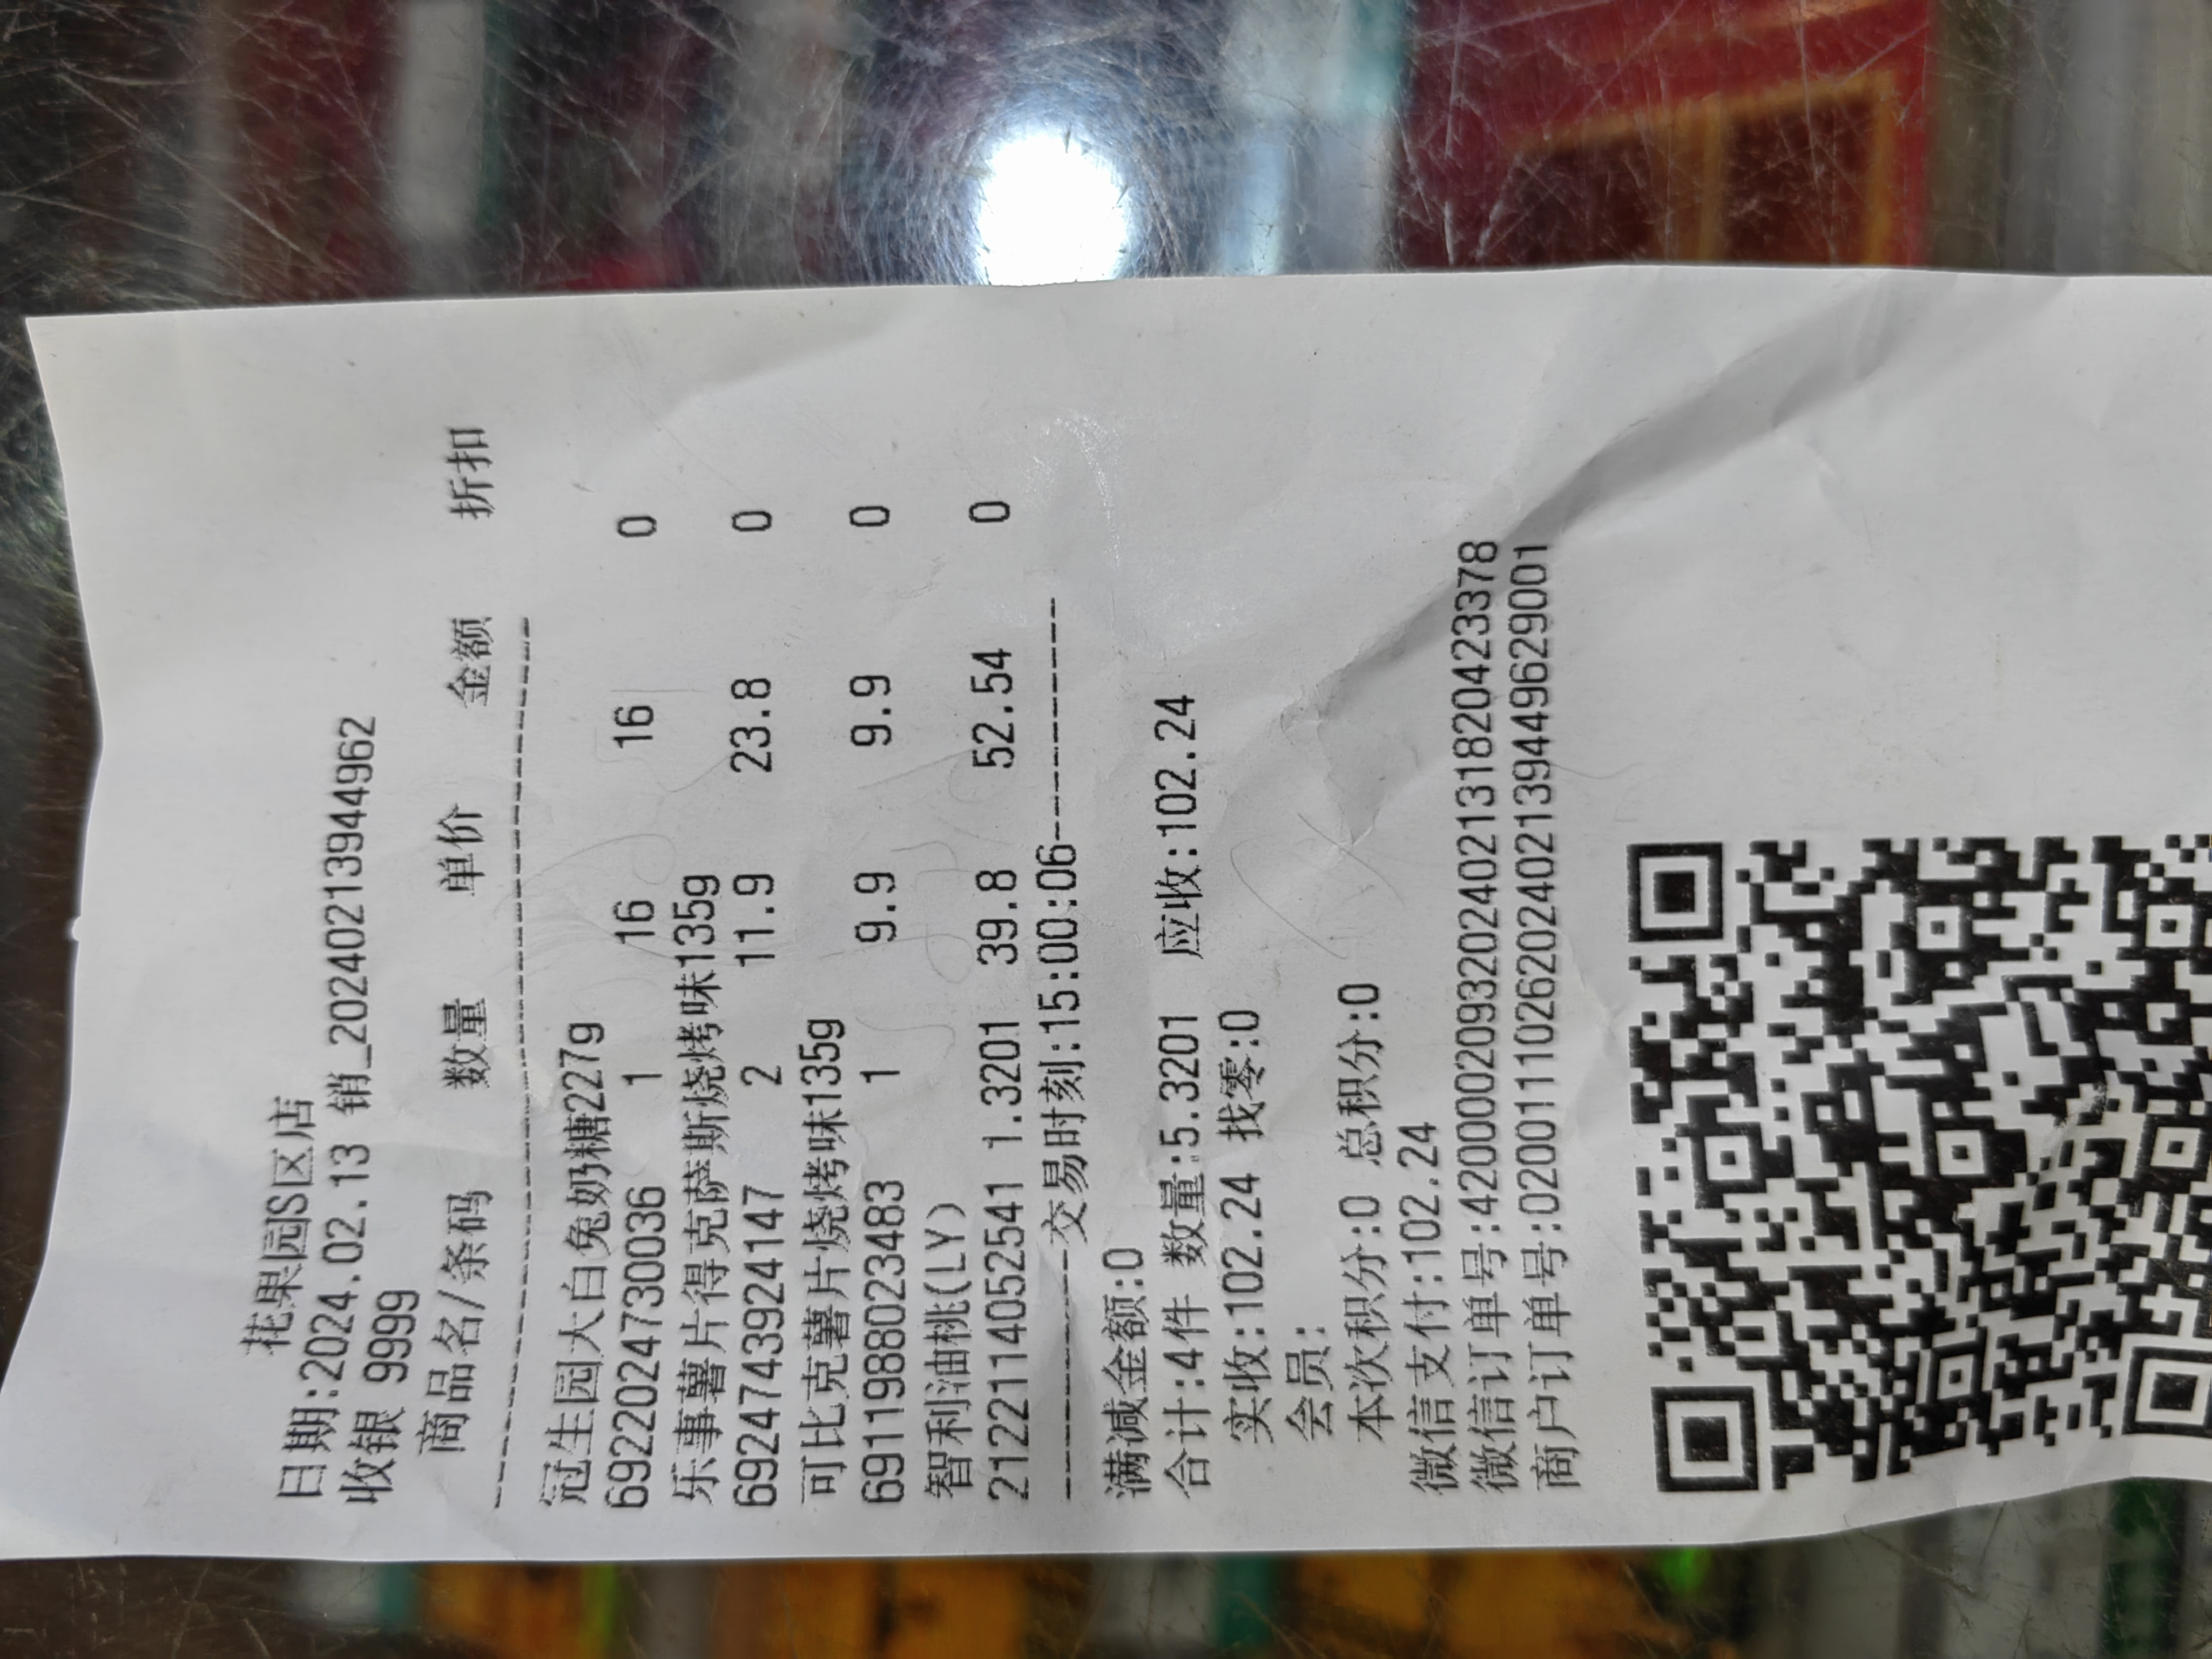 花果园S区店
日期:2024.02.13 销_20240213944962
收银 9999
商品名/条码 数量 单价 金额 折扣
冠生园大白兔奶糖227g
6922024730036 1 16 16 0
乐事薯片得克萨斯烧烤味135g
6924743924147 2 11.9 23.8 0
可比克薯片烧烤味135g
6911988023483 1 9.9 9.9 0
智利油桃(LY)
2122114052541 1.3201 39.8 52.54 0
--------交易时刻:15:00:06--------
满减金额:0
合计:4件 数量:5.3201 应收:102.24
实收:102.24 找零:0
会员:
本次积分:0 总积分:0
微信支付:102.24
微信订单号:4200002093202402131820423378
商户订单号:0200111026202402139449629001